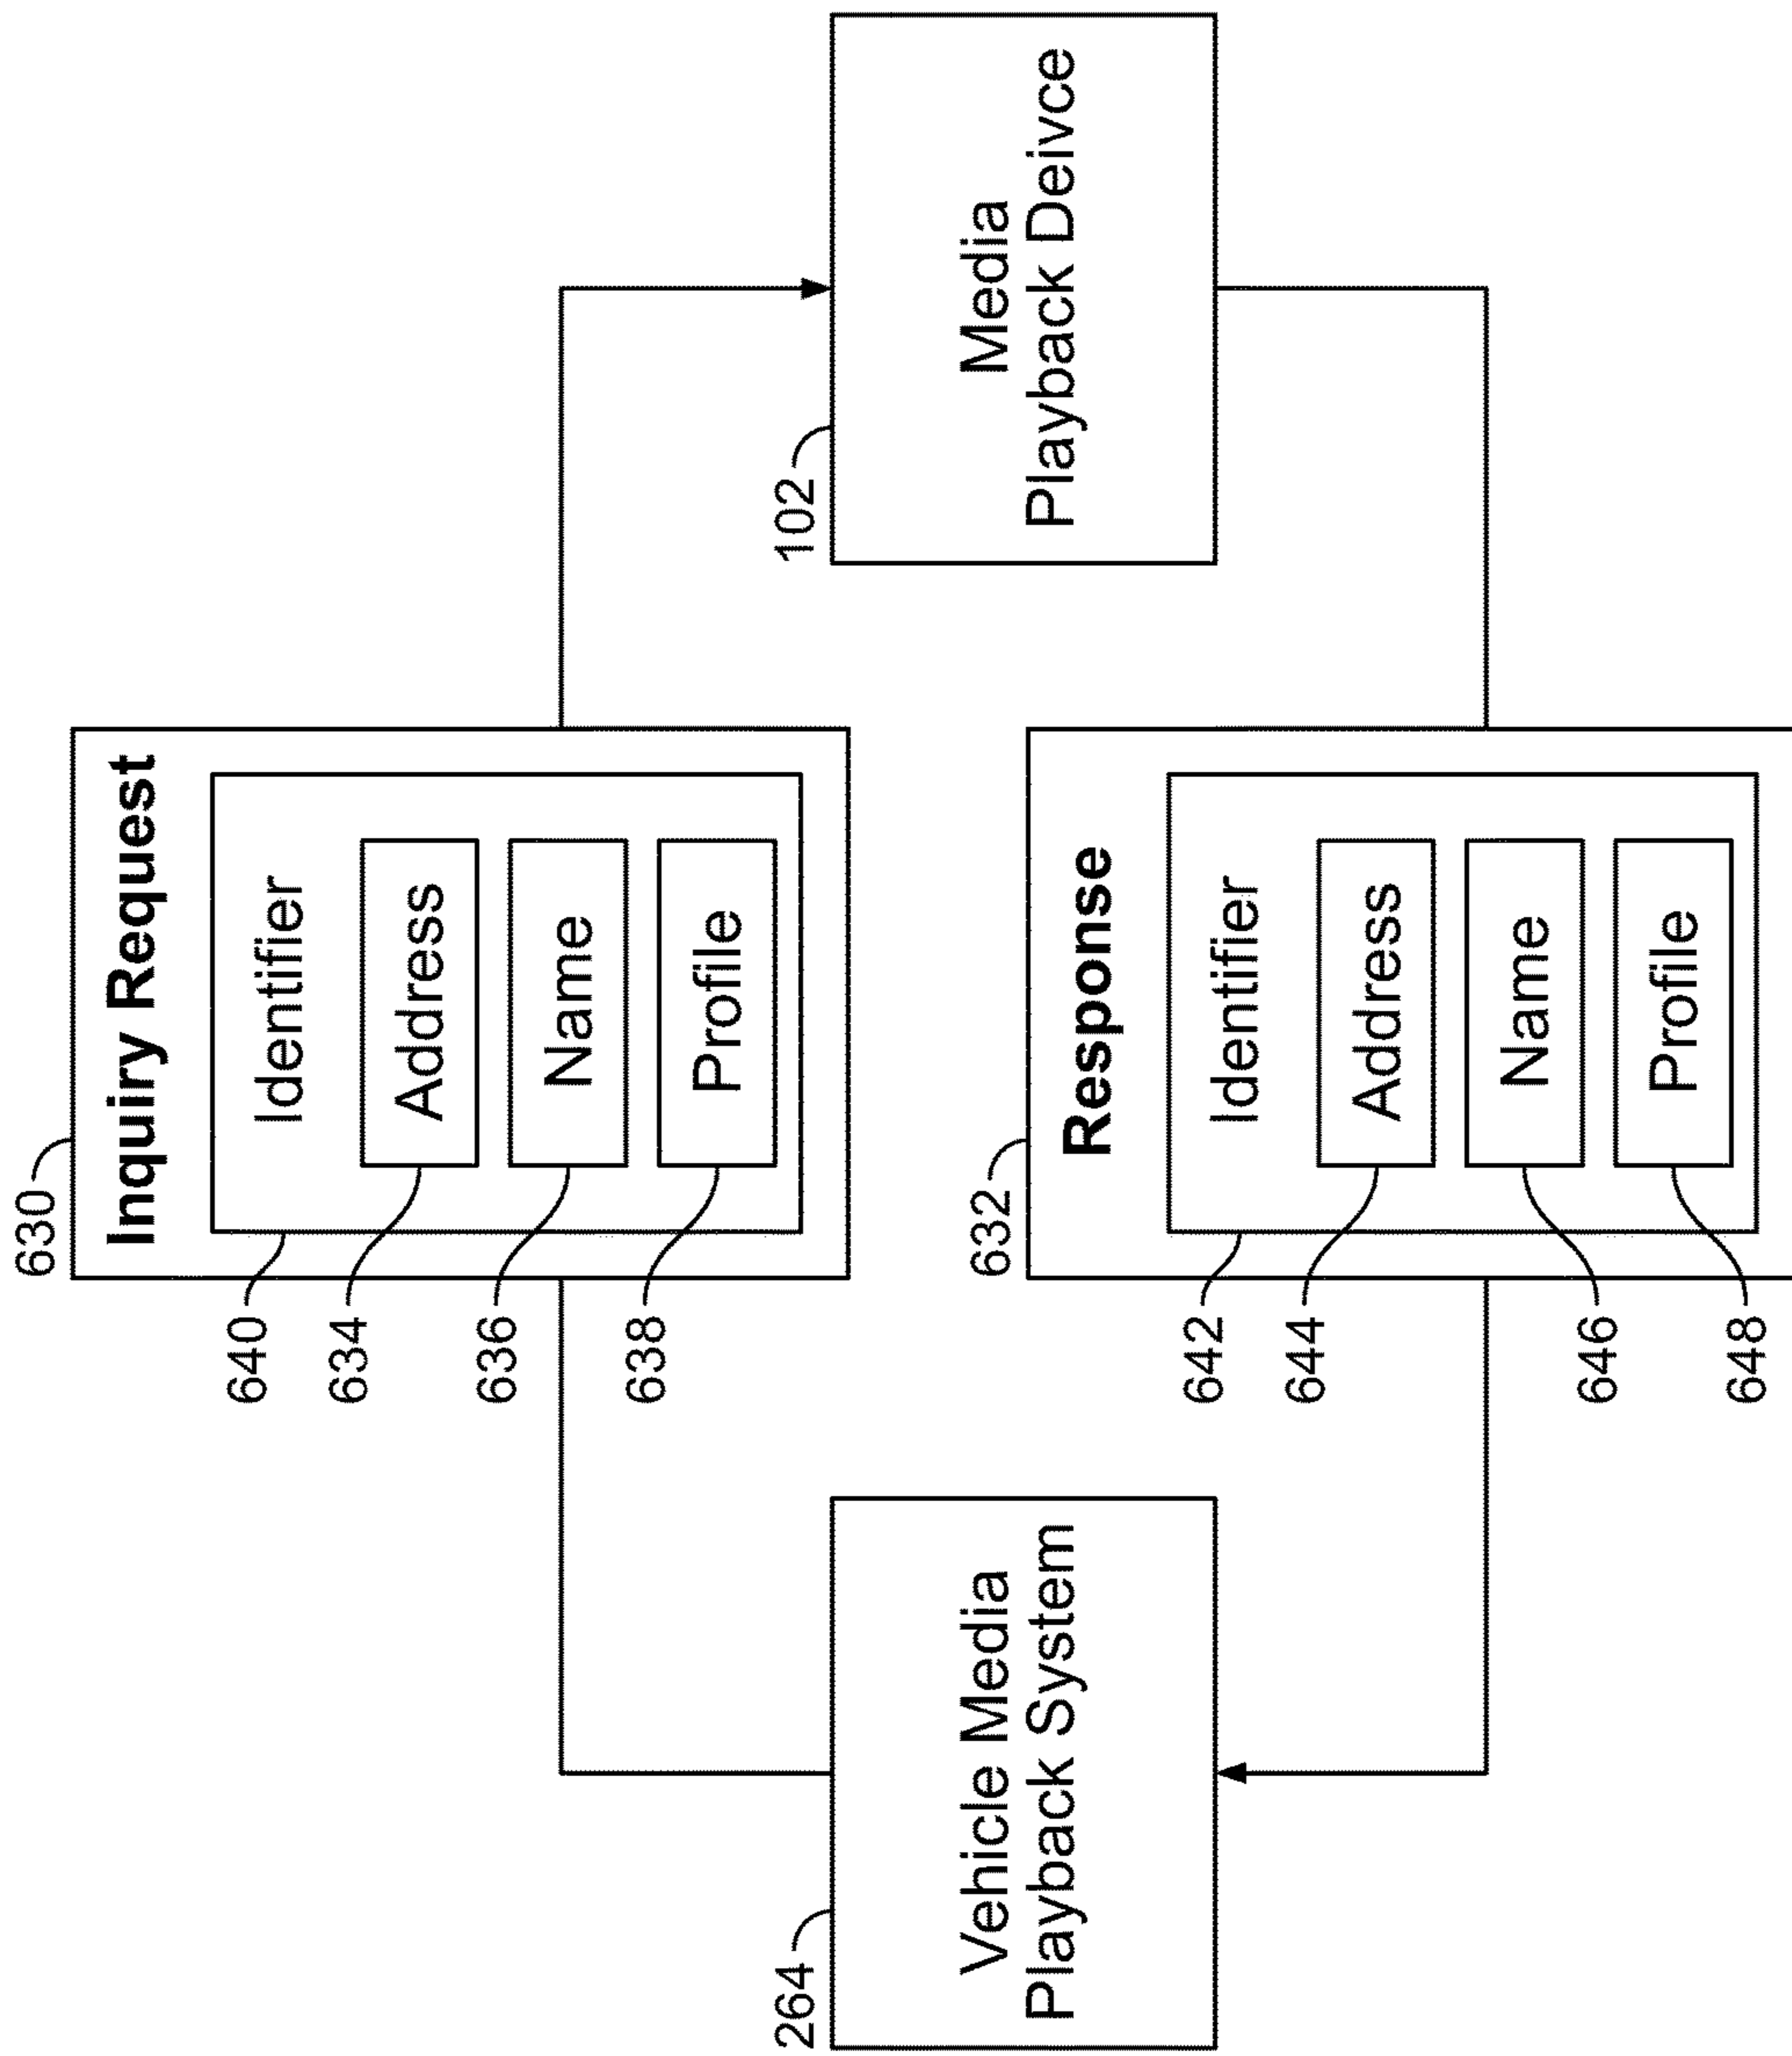 630
Inquiry Request
640
Identifier
634
Address
636
Name
638
Profile
264
Vehicle Media
Playback System
102
Media
Playback Deivce
632
Response
642
Identifier
644
Address
646
Name
648
Profile